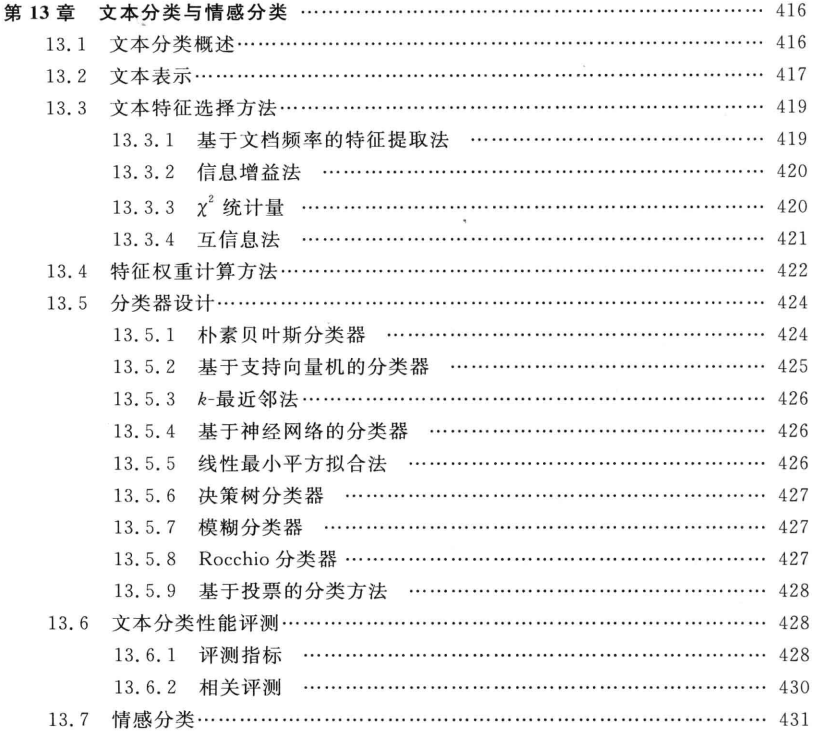 第 13 章 文本分类与情感分类 …… 416
13.1 文本分类概述…… 416
13.2 文本表示…… 417
13.3 文本特征选择方法…… 419
13.3.1 基于文档频率的特征提取法 …… 419
13.3.2 信息增益法 …… 420
13.3.3 χ² 统计量 …… 420
13.3.4 互信息法 …… 421
13.4 特征权重计算方法…… 422
13.5 分类器设计…… 424
13.5.1 朴素贝叶斯分类器 …… 424
13.5.2 基于支持向量机的分类器 …… 425
13.5.3 k-最近邻法…… 426
13.5.4 基于神经网络的分类器 …… 426
13.5.5 线性最小平方拟合法 …… 426
13.5.6 决策树分类器 …… 427
13.5.7 模糊分类器 …… 427
13.5.8 Rocchio 分类器…… 427
13.5.9 基于投票的分类方法 …… 428
13.6 文本分类性能评测…… 428
13.6.1 评测指标 …… 428
13.6.2 相关评测 …… 430
13.7 情感分类…… 431